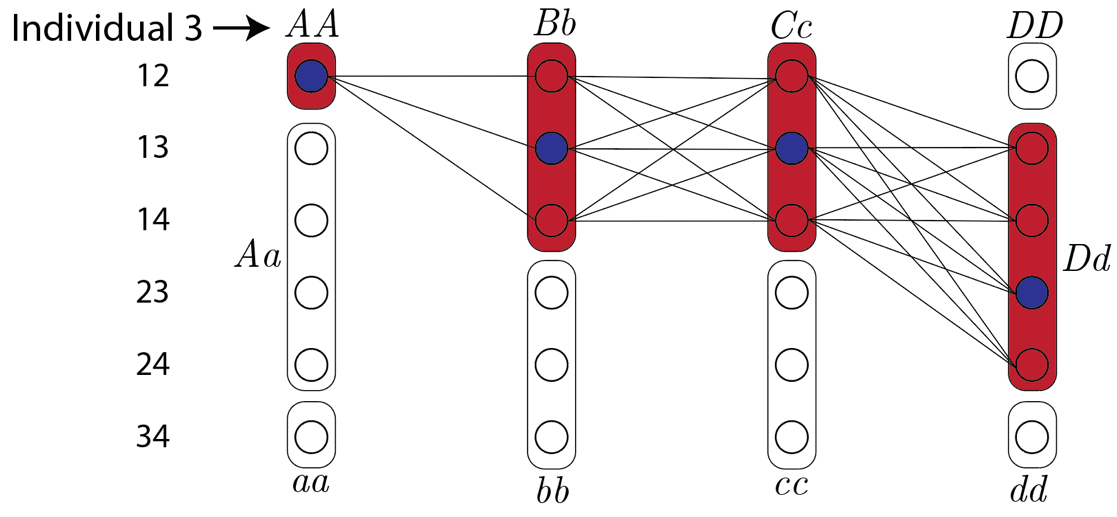 Individual 3 → AA Bb Cc DD
12
13
14
Aa Dd
23
24
34
aa bb cc dd